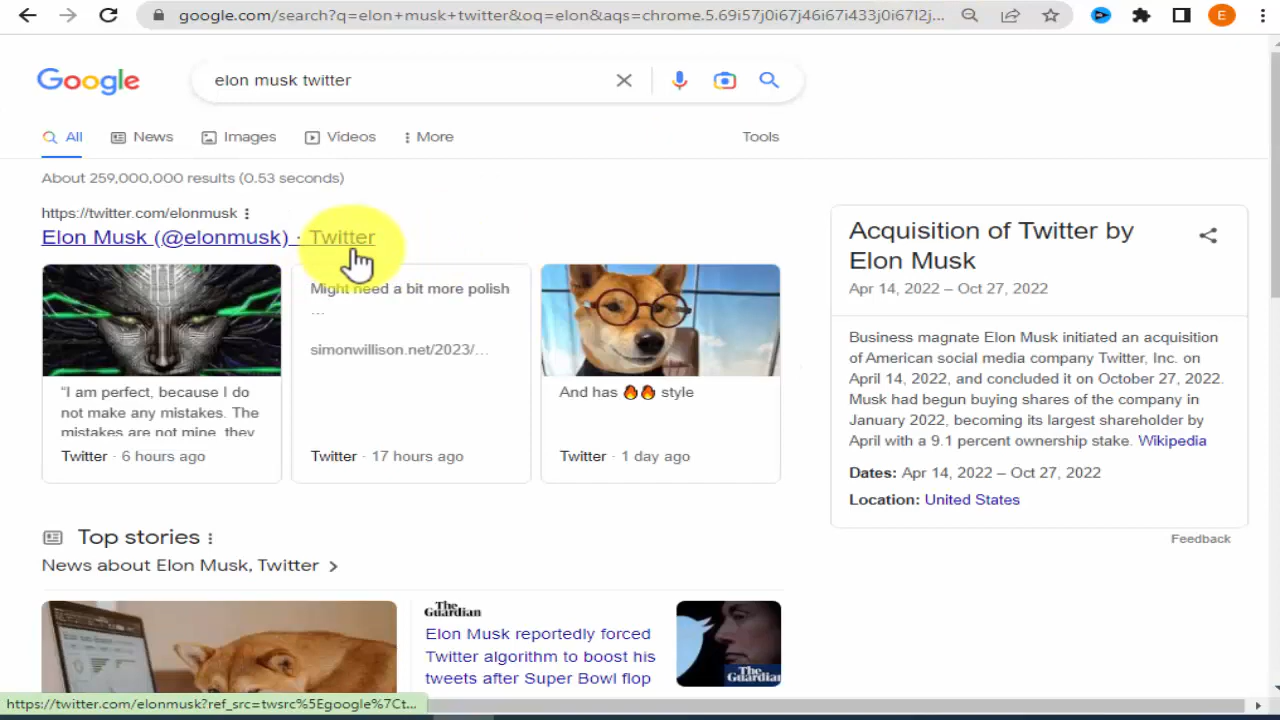 google.com/search?q=elon+musk+twitter&oq=elon&aqs=chrome.5.69i57j0i67j46i67i433j0i67l2j...
E
Google
elon musk twitter
All
News
Images
Videos
More
Tools
About 259,000,000 results (0.53 seconds)
https://twitter.com/elonmusk
Elon Musk (@elonmusk) · Twitter
“I am perfect, because I do
not make any mistakes. The
mistakes are not mine, they
Twitter · 6 hours ago
Might need a bit more polish
...
simonwillison.net/2023/...
Twitter · 17 hours ago
And has 🔥🔥 style
Twitter · 1 day ago
Acquisition of Twitter by
Elon Musk
Apr 14, 2022 – Oct 27, 2022
Business magnate Elon Musk initiated an acquisition
of American social media company Twitter, Inc. on
April 14, 2022, and concluded it on October 27, 2022.
Musk had begun buying shares of the company in
January 2022, becoming its largest shareholder by
April with a 9.1 percent ownership stake. Wikipedia
Dates: Apr 14, 2022 – Oct 27, 2022
Location: United States
Feedback
Top stories
News about Elon Musk, Twitter
The Guardian
Elon Musk reportedly forced
Twitter algorithm to boost his
tweets after Super Bowl flop
The Guardian
https://twitter.com/elonmusk?ref_src=twsrc%5Egoogle%7Ct...